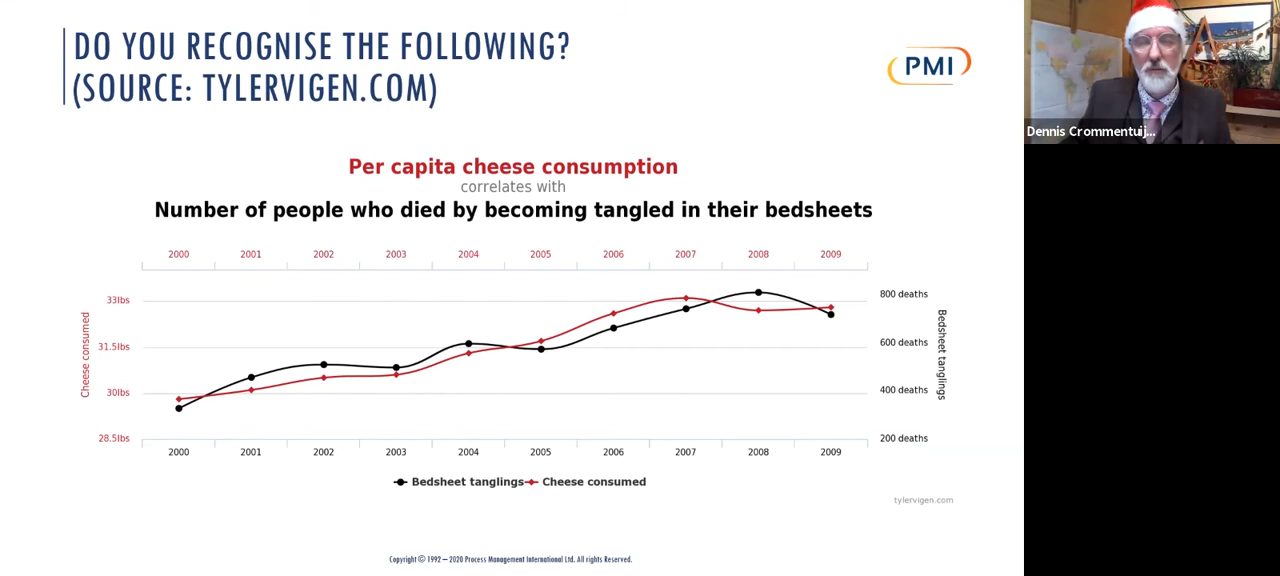 DO YOU RECOGNISE THE FOLLOWING?
(SOURCE: TYLERVIGEN.COM)
PMI
Dennis Crommentuij...
Per capita cheese consumption
correlates with
Number of people who died by becoming tangled in their bedsheets
2000 2001 2002 2003 2004 2005 2006 2007 2008 2009
33lbs
31.5lbs
30lbs
28.5lbs
Cheese consumed
800 deaths
600 deaths
400 deaths
200 deaths
Bedsheet tanglings
2000 2001 2002 2003 2004 2005 2006 2007 2008 2009
Bedsheet tanglings Cheese consumed
tylervigen.com
Copyright © 1992 – 2020 Process Management International Ltd. All rights Reserved.